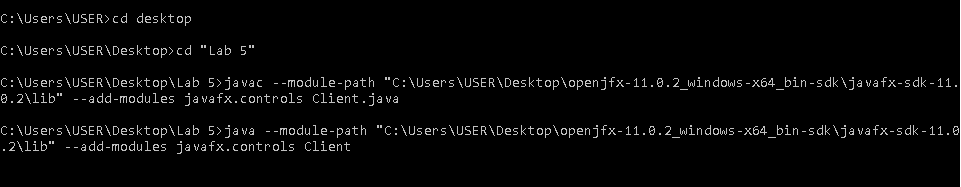 C:\Users\USER>cd desktop
C:\Users\USER\Desktop>cd "Lab 5"
C:\Users\USER\Desktop\Lab 5>javac --module-path "C:\Users\USER\Desktop\openjfx-11.0.2_windows-x64_bin-sdk\javafx-sdk-11.
0.2\lib" --add-modules javafx.controls Client.java
C:\Users\USER\Desktop\Lab 5>java --module-path "C:\Users\USER\Desktop\openjfx-11.0.2_windows-x64_bin-sdk\javafx-sdk-11.0
.2\lib" --add-modules javafx.controls Client